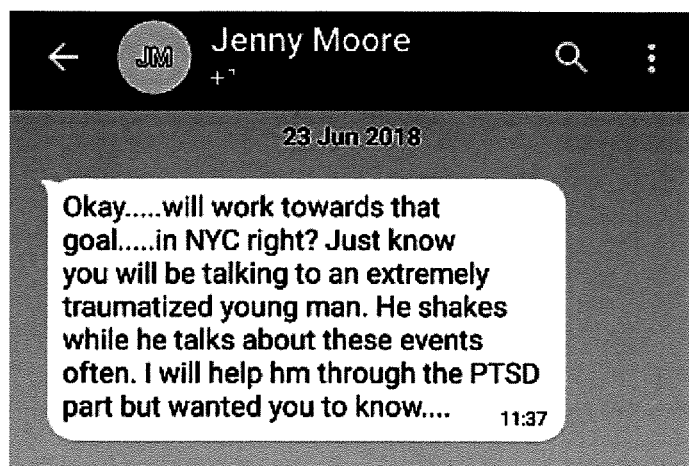 Jenny Moore
JM
23 Jun 2018
Okay.....will work towards that
goal.....in NYC right? Just know
you will be talking to an extremely
traumatized young man. He shakes
while he talks about these events
often. I will help hm through the PTSD
part but wanted you to know....
11:37